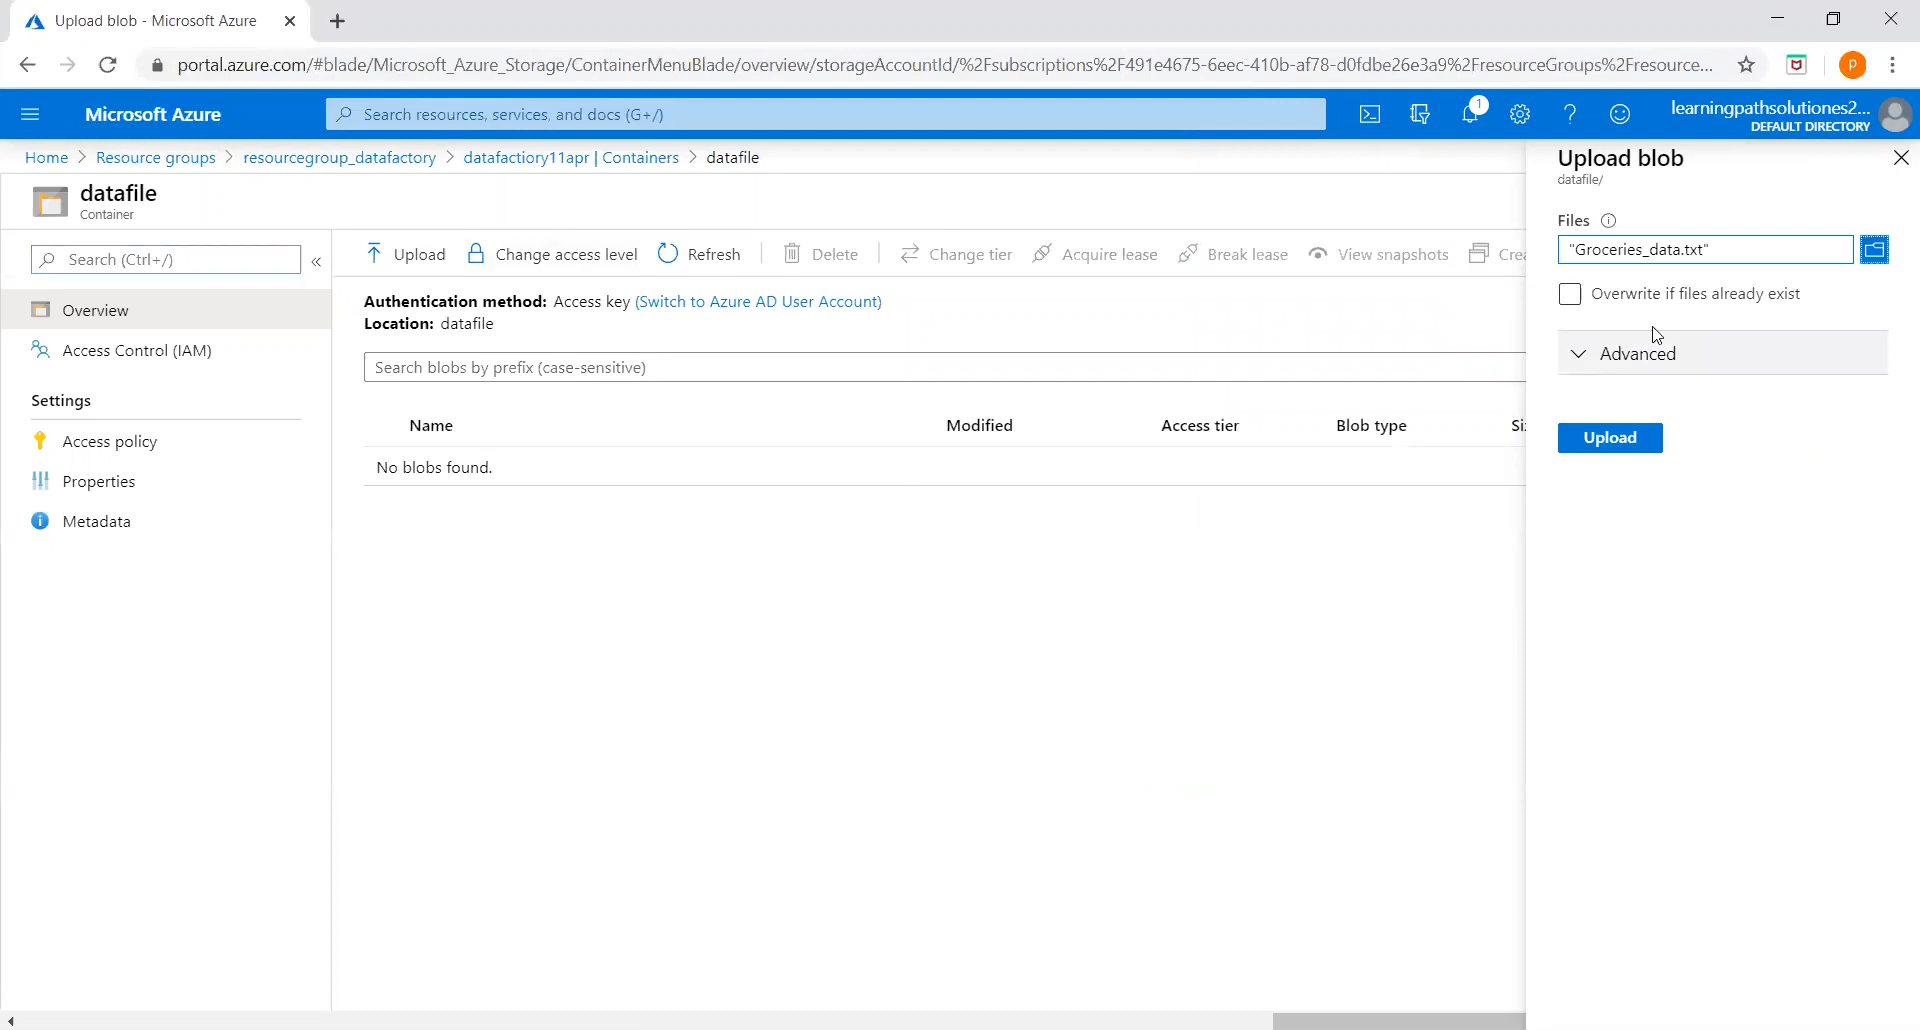 Upload blob - Microsoft Azure
portal.azure.com/#blade/Microsoft_Azure_Storage/ContainerMenuBlade/overview/storageAccountId/%2Fsubscriptions%2F491e4675-6eec-410b-af78-d0fdbe26e3a9%2FresourceGroups%2Fresource...
P
Microsoft Azure
Search resources, services, and docs (G+/)
1
learningpathsolutiones2...
DEFAULT DIRECTORY
Home > Resource groups > resourcegroup_datafactory > datafactiory11apr | Containers > datafile
datafile
Container
Search (Ctrl+/)
Overview
Access Control (IAM)
Settings
Access policy
Properties
Metadata
Upload Change access level Refresh Delete Change tier Acquire lease Break lease View snapshots Crea
Authentication method: Access key (Switch to Azure AD User Account)
Location: datafile
Search blobs by prefix (case-sensitive)
Name Modified Access tier Blob type Si
No blobs found.
Upload blob
datafile/
Files
"Groceries_data.txt"
Overwrite if files already exist
Advanced
Upload